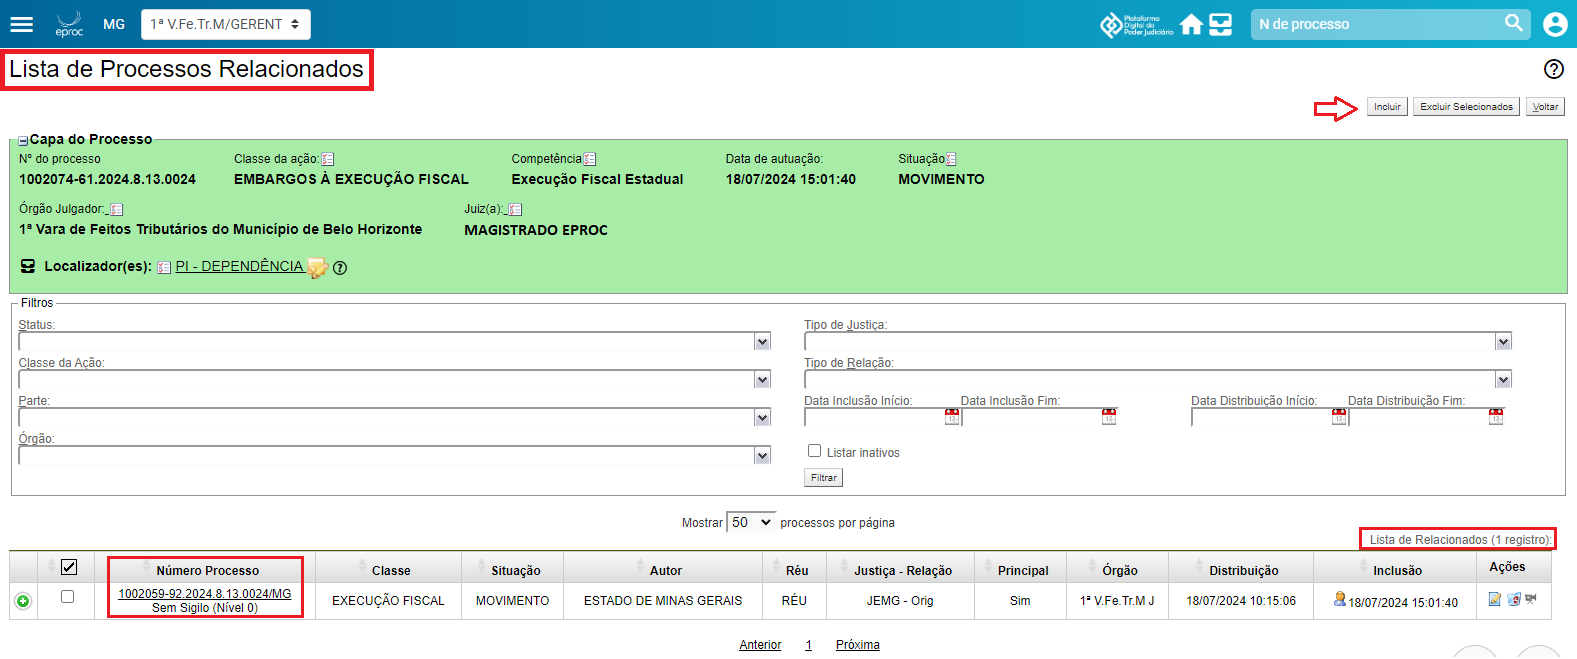 eproc MG 1ª V.Fe.Tr.M/GERENT Plataforma Digital do Poder Judiciário N de processo
Lista de Processos Relacionados
Incluir Excluir Selecionados Voltar
Capa do Processo
Nº do processo Classe da ação: Competência Data de autuação: Situação
1002074-61.2024.8.13.0024 EMBARGOS À EXECUÇÃO FISCAL Execução Fiscal Estadual 18/07/2024 15:01:40 MOVIMENTO
Órgão Julgador: Juiz(a):
1ª Vara de Feitos Tributários do Município de Belo Horizonte MAGISTRADO EPROC
Localizador(es): PI - DEPENDÊNCIA
Filtros
Status: Tipo de Justiça:
Classe da Ação: Tipo de Relação:
Parte: Data Inclusão Início: Data Inclusão Fim: Data Distribuição Início: Data Distribuição Fim:
Órgão:
Listar inativos
Filtrar
Mostrar 50 processos por página
Lista de Relacionados (1 registro):
Número Processo Classe Situação Autor Réu Justiça - Relação Principal Órgão Distribuição Inclusão Ações
1002059-92.2024.8.13.0024/MG EXECUÇÃO FISCAL MOVIMENTO ESTADO DE MINAS GERAIS RÉU JEMG - Orig Sim 1ª V.Fe.Tr.M J 18/07/2024 10:15:06 18/07/2024 15:01:40
Sem Sigilo (Nível 0)
Anterior 1 Próxima